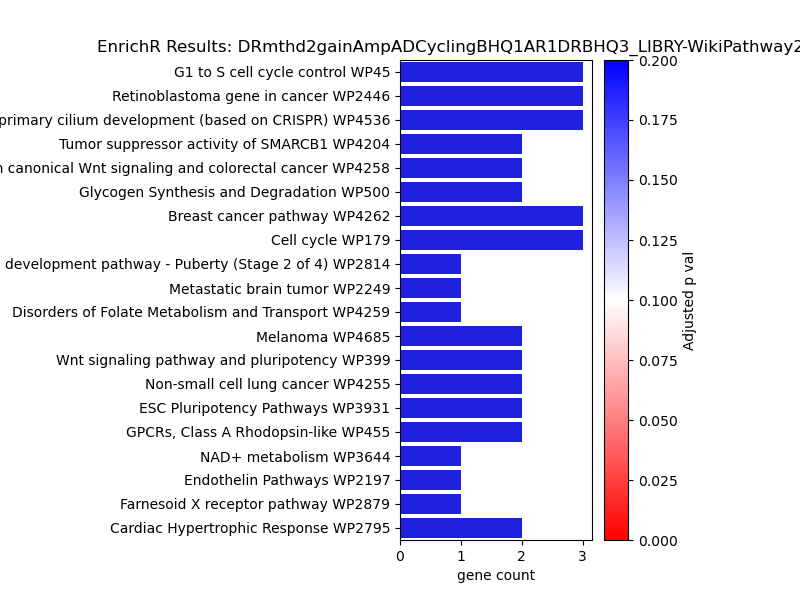 EnrichR Results: DRmthd2gainAmpADCyclingBHQ1AR1DRBHQ3_LIBRY-WikiPathway2
G1 to S cell cycle control WP45
Retinoblastoma gene in cancer WP2446
primary cilium development (based on CRISPR) WP4536
Tumor suppressor activity of SMARCB1 WP4204
canonical Wnt signaling and colorectal cancer WP4258
Glycogen Synthesis and Degradation WP500
Breast cancer pathway WP4262
Cell cycle WP179
development pathway - Puberty (Stage 2 of 4) WP2814
Metastatic brain tumor WP2249
Disorders of Folate Metabolism and Transport WP4259
Melanoma WP4685
Wnt signaling pathway and pluripotency WP399
Non-small cell lung cancer WP4255
ESC Pluripotency Pathways WP3931
GPCRs, Class A Rhodopsin-like WP455
NAD+ metabolism WP3644
Endothelin Pathways WP2197
Farnesoid X receptor pathway WP2879
Cardiac Hypertrophic Response WP2795
0 1 2 3
gene count
0.200
0.175
0.150
0.125
0.100
0.075
0.050
0.025
0.000
Adjusted p val